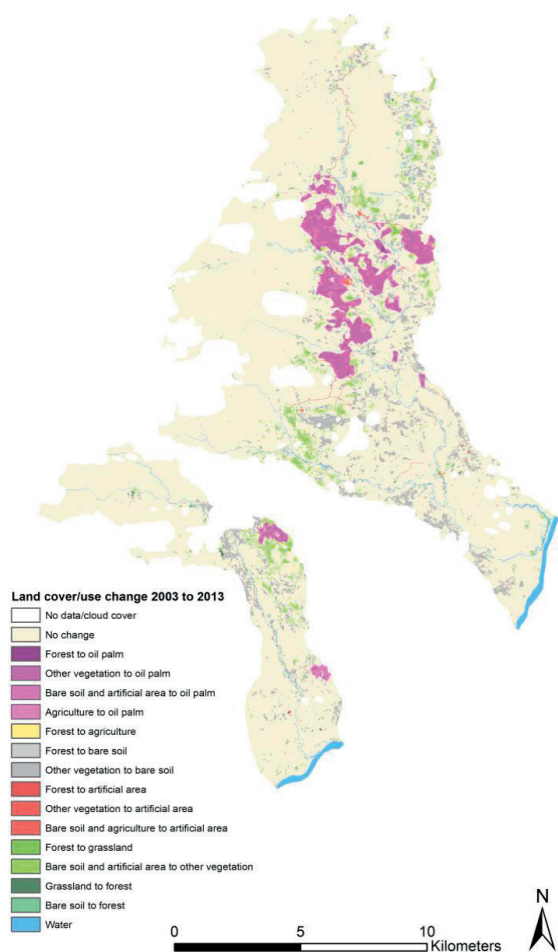 Land cover/use change 2003 to 2013
No data/cloud cover
No change
Forest to oil palm
Other vegetation to oil palm
Bare soil and artificial area to oil palm
Agriculture to oil palm
Forest to agriculture
Forest to bare soil
Other vegetation to bare soil
Forest to artificial area
Other vegetation to artificial area
Bare soil and agriculture to artificial area
Forest to grassland
Bare soil and artificial area to other vegetation
Grassland to forest
Bare soil to forest
Water
N
0 5 10
Kilometers